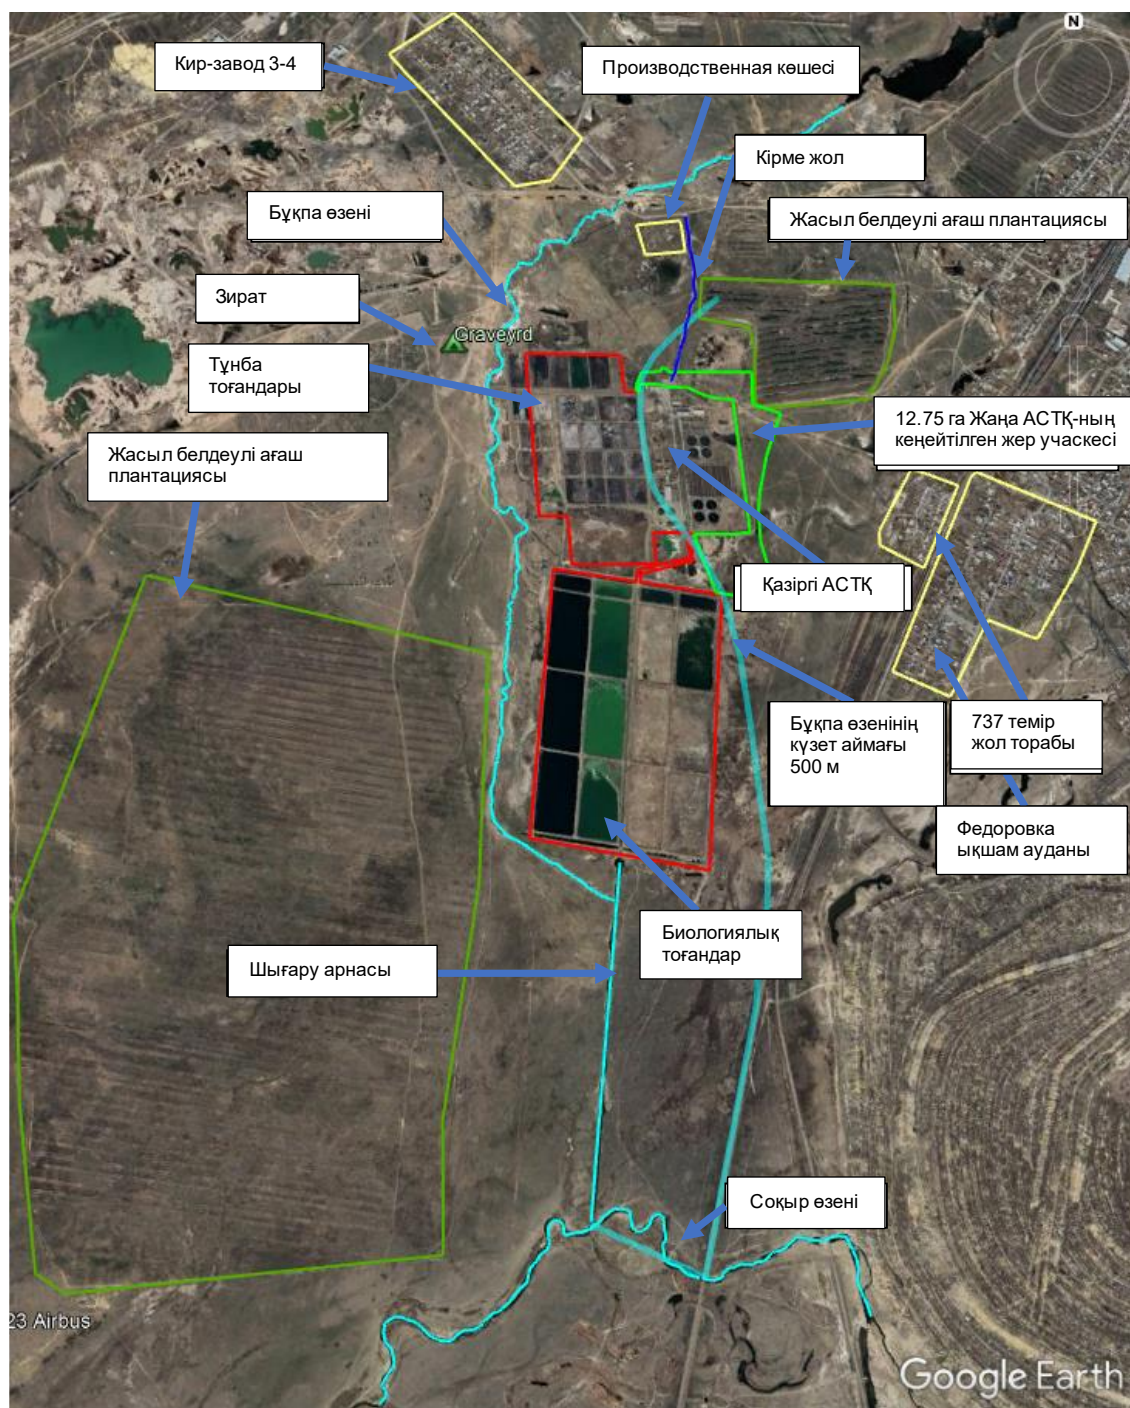 N
Кир-завод 3-4
Производственная көшесі
Кірме жол
Бұқпа өзені
Жасыл белдеулі ағаш плантациясы
Зират
Graveyrd
Тұнба
тоғандары
12.75 га Жаңа АСТҚ-ның
кеңейтілген жер учаскесі
Жасыл белдеулі ағаш
плантациясы
Қазіргі АСТҚ
Бұқпа өзенінің
күзет аймағы
500 м
737 темір
жол торабы
Федоровка
ықшам ауданы
Биологиялық
тоғандар
Шығару арнасы
Соқыр өзені
23 Airbus
Google Earth